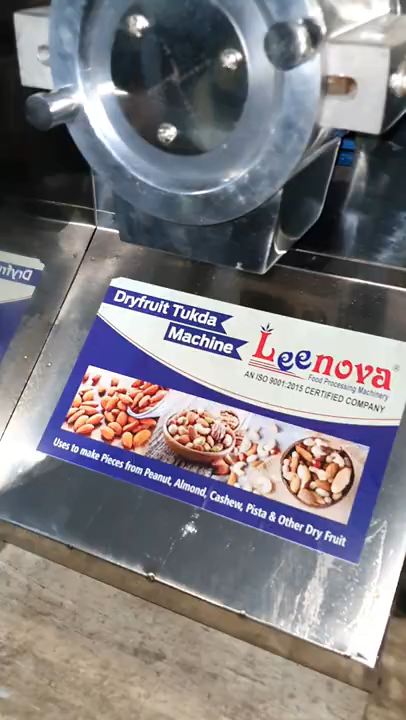 Dryfruit Tukda
Machine
Leenova®
Food Processing Machinery
AN ISO 9001:2015 CERTIFIED COMPANY
Uses to make Pieces from Peanut, Almond, Cashew, Pista & Other Dry Fruit